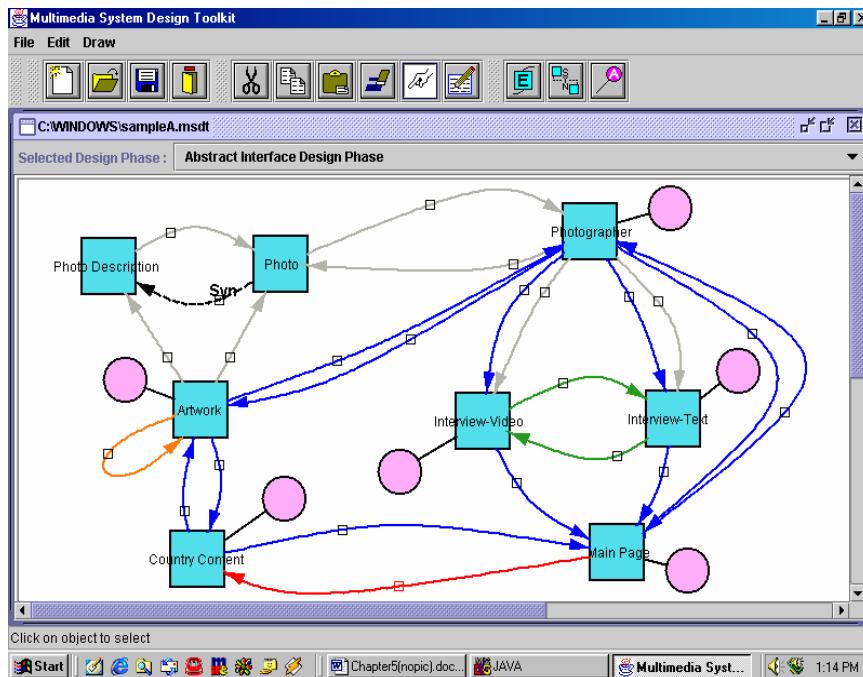 Multimedia System Design Toolkit
File Edit Draw
E
S Y N
A
C:\WINDOWS\sampleA.msdt
Selected Design Phase : Abstract Interface Design Phase
Photographer
Photo Description
Photo
Syn
Artwork
Interview-Video
Interview-Text
Country Content
Main Page
Click on object to select
Start
Chapter5(nopic).doc...
JAVA
Multimedia Syst...
1:14 PM